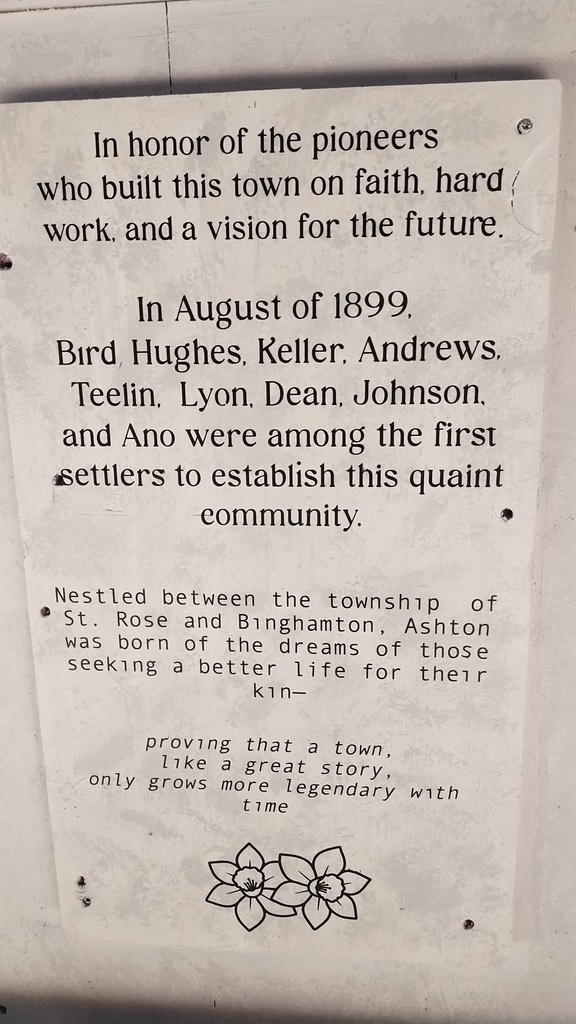 In honor of the pioneers
who built this town on faith, hard
work, and a vision for the future.
In August of 1899,
Bird, Hughes, Keller, Andrews,
Teelin, Lyon, Dean, Johnson,
and Ano were among the first
settlers to establish this quaint
community.
Nestled between the township of
St. Rose and Binghamton, Ashton
was born of the dreams of those
seeking a better life for their
kin—
proving that a town,
like a great story,
only grows more legendary with
time